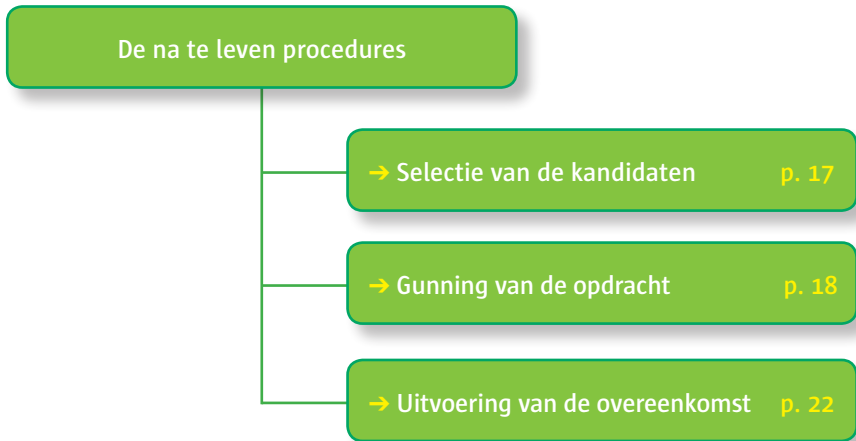 De na te leven procedures
➔ Selectie van de kandidaten p. 17
➔ Gunning van de opdracht p. 18
➔ Uitvoering van de overeenkomst p. 22